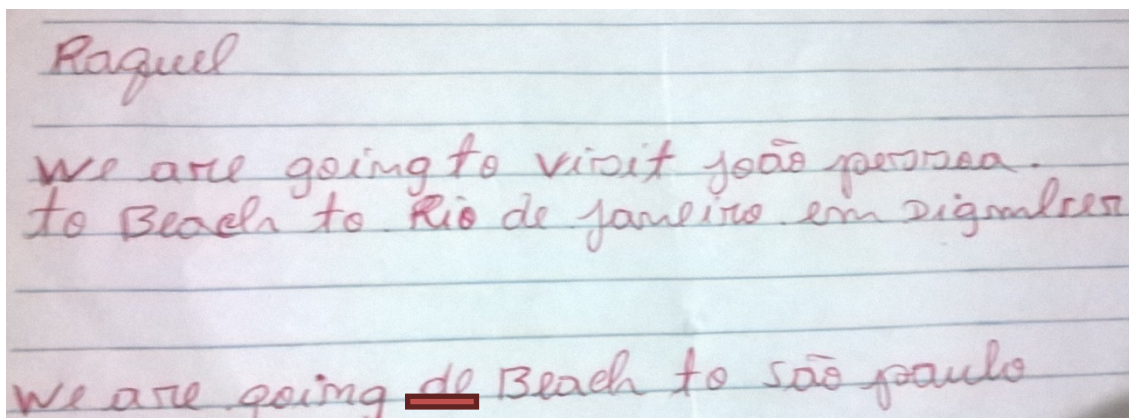 Raquel
We are going to visit joão pessoa.
to Beach to Rio de janeiro em
We are going de Beach to são paulo